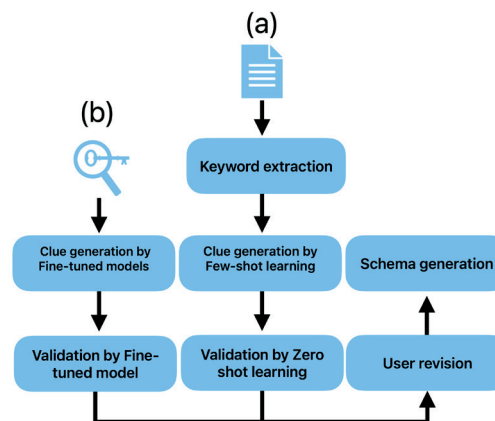 (a)
(b)
Keyword extraction
Clue generation by
Fine-tuned models
Clue generation by
Few-shot learning
Schema generation
Validation by Fine-
tuned model
Validation by Zero
shot learning
User revision